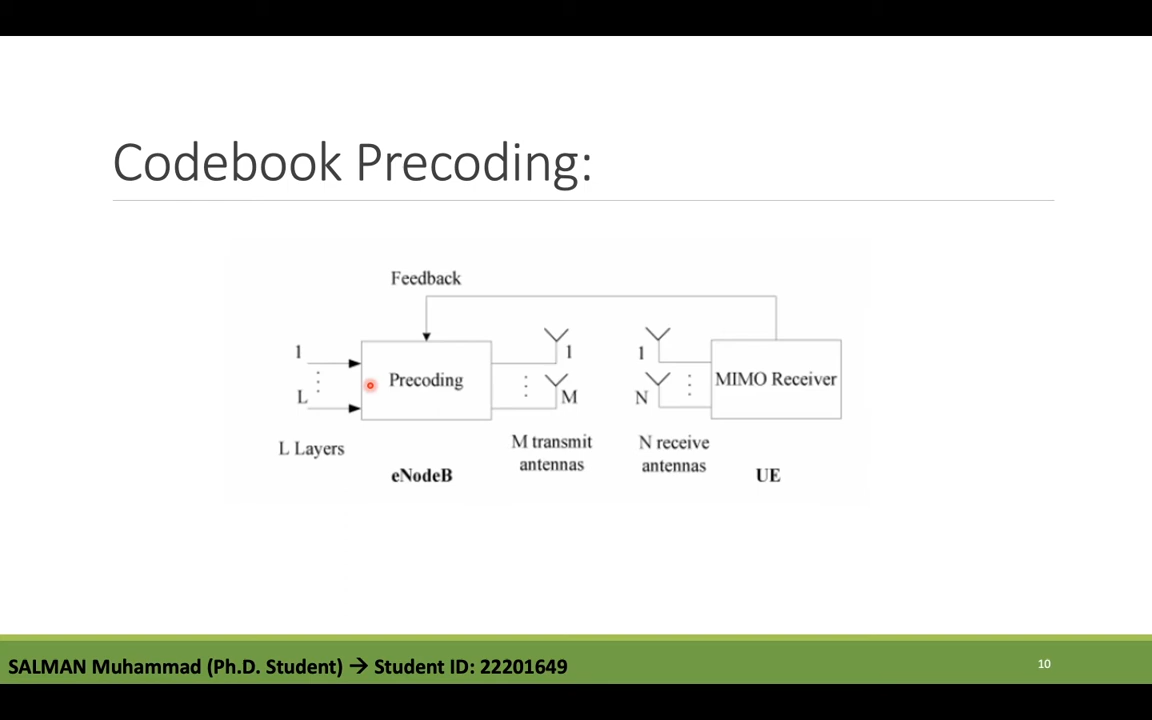 Codebook Precoding:
Feedback
1
L
L Layers
Precoding
eNodeB
1
M
M transmit
antennas
1
N
N receive
antennas
MIMO Receiver
UE
SALMAN Muhammad (Ph.D. Student) → Student ID: 22201649
10